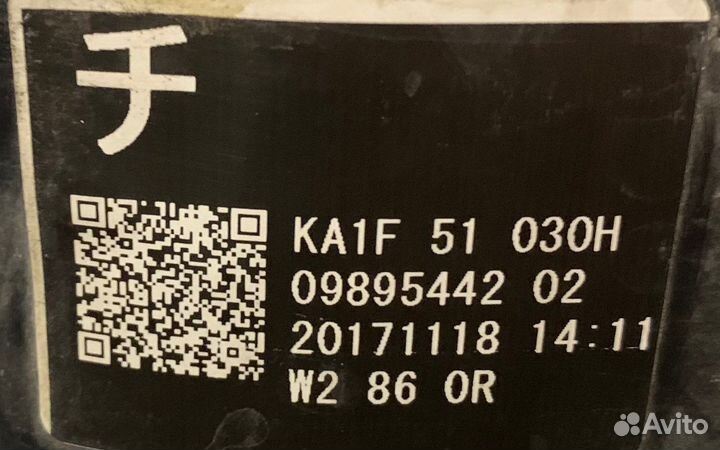 チ
KA1F 51 030H
09895442 02
20171118 14:11
W2 86 0R
Avito